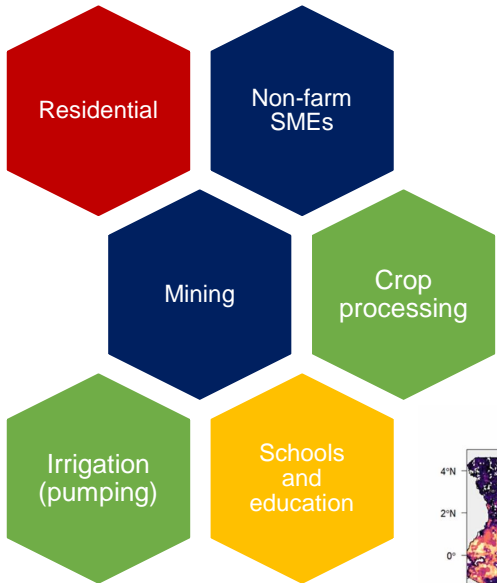 Residential
Non-farm
SMEs
Mining
Crop
processing
Irrigation
(pumping)
Schools
and
education
4°N
2°N
0°